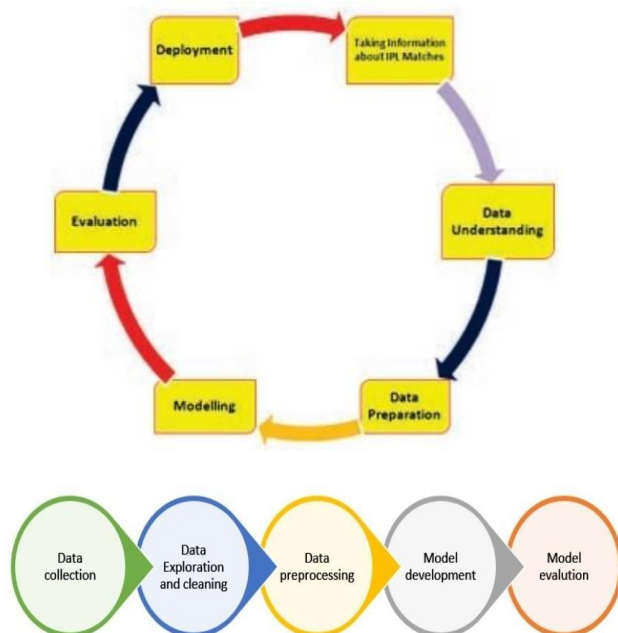 Deployment
Taking Information
about IPL Matches
Data
Understanding
Data
Preparation
Modelling
Evaluation
Data
collection
Data
Exploration
and cleaning
Data
preprocessing
Model
development
Model
evalution